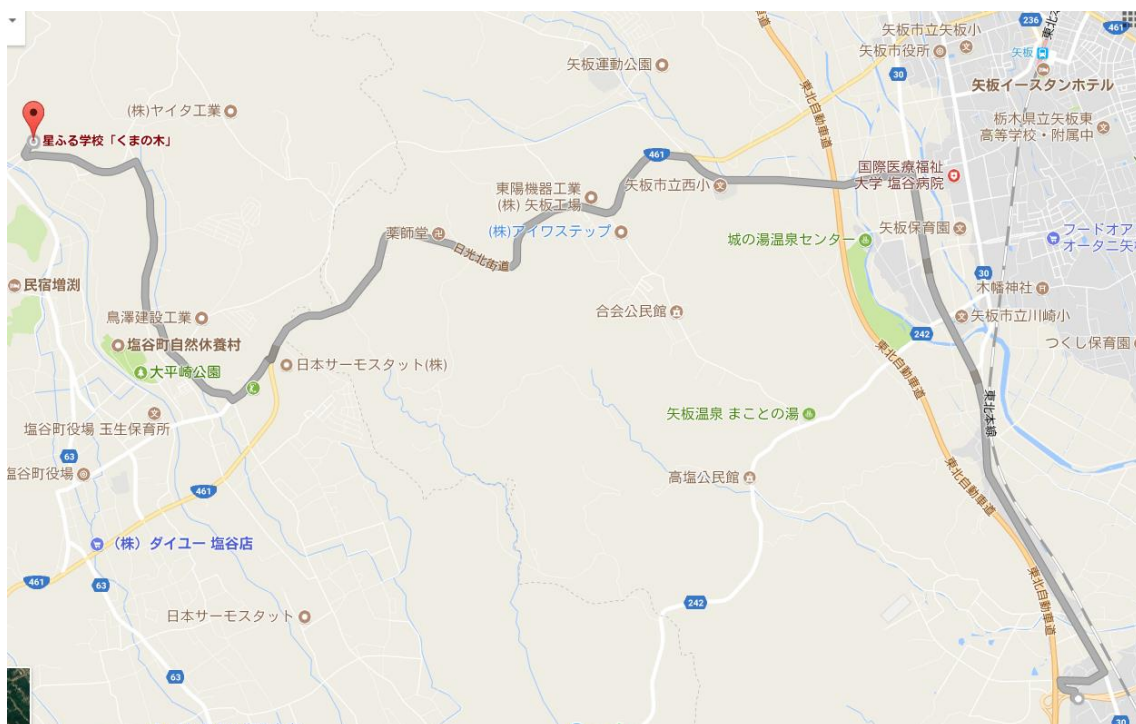 236
461
矢板市立矢板小
矢板市役所
矢板
30
矢板運動公園
矢板イースタンホテル
東北自動車道
(株)ヤイタ工業
栃木県立矢板東
高等学校・附属中
星ふる学校「くまの木」
461
国際医療福祉
大学 塩谷病院
東陽機器工業
(株) 矢板工場
矢板市立西小
薬師堂
(株)アイワステップ
日光北街道
城の湯温泉センター
矢板保育園
フードオア
オータニ矢
30
民宿増渕
木幡神社
鳥澤建設工業
合会公民館
矢板市立川崎小
242
つくし保育園
塩谷町自然休養村
大平崎公園
日本サーモスタット(株)
東北自動車道
東北本線
矢板温泉 まことの湯
塩谷町役場 玉生保育所
63
塩谷町役場
高塩公民館
東北自動車道
461
(株) ダイユー 塩谷店
461
63
242
東北自動車道
日本サーモスタット
63
30